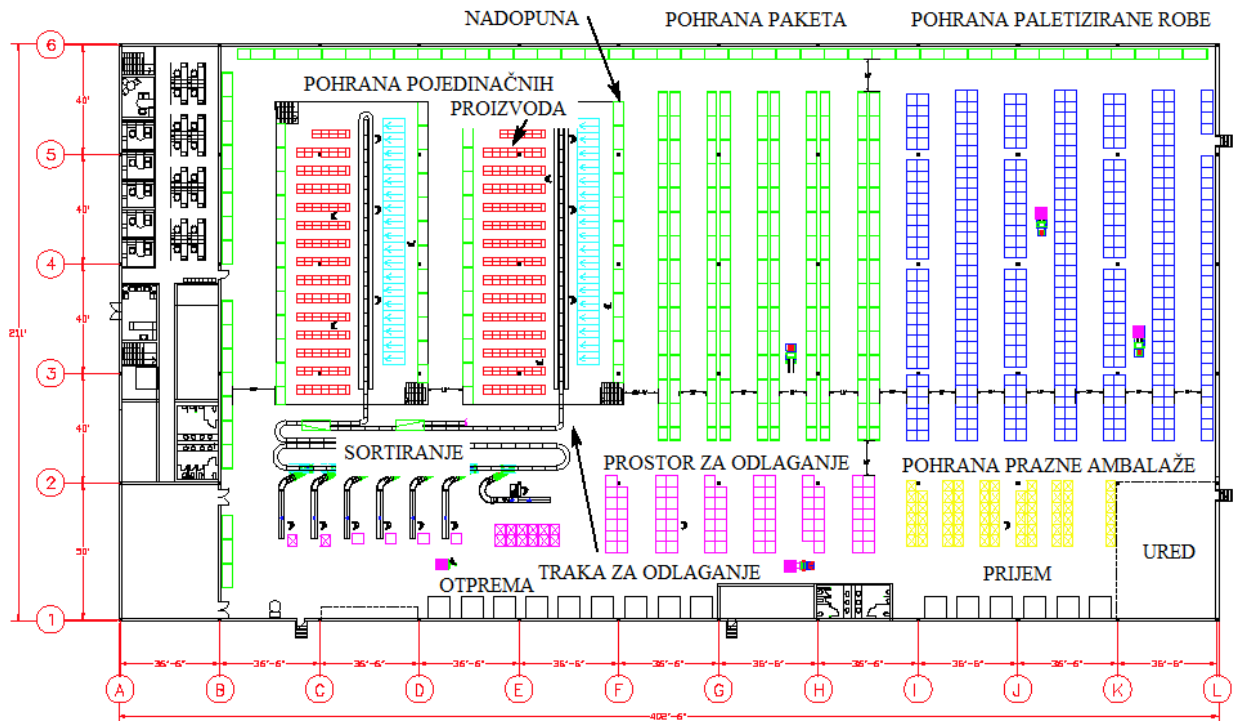 NADOPUNA
POHRANA PAKETA
POHRANA PALETIZIRANE ROBE
POHRANA POJEDINAČNIH
PROIZVODA
SORTIRANJE
PROSTOR ZA ODLAGANJE
POHRANA PRAZNE AMBALAŽE
TRAKA ZA ODLAGANJE
OTPREMA
PRIJEM
URED
6
5
4
3
2
1
40'
40'
40'
40'
50'
211'
36'-6"
36'-6"
36'-6"
36'-6"
36'-6"
36'-6"
36'-6"
36'-6"
36'-6"
36'-6"
36'-6"
A
B
C
D
E
F
G
H
I
J
K
L
402'-6"